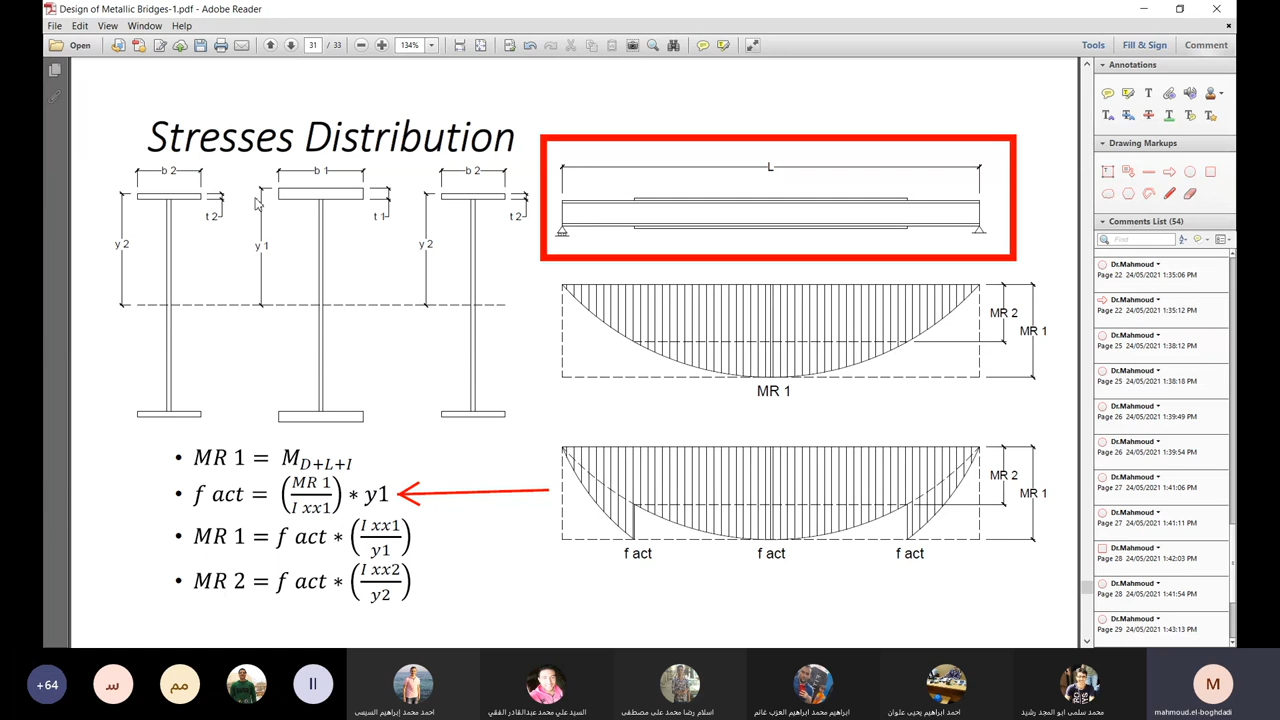 Design of Metallic Bridges-1.pdf - Adobe Reader
File Edit View Window Help
Open 31 / 33 134% Tools Fill & Sign Comment
Annotations
Drawing Markups
Comments List (54)
Find
Dr.Mahmoud
Page 22 24/05/2021 1:35:06 PM
Dr.Mahmoud
Page 22 24/05/2021 1:35:12 PM
Dr.Mahmoud
Page 25 24/05/2021 1:38:12 PM
Dr.Mahmoud
Page 25 24/05/2021 1:38:18 PM
Dr.Mahmoud
Page 26 24/05/2021 1:39:49 PM
Dr.Mahmoud
Page 26 24/05/2021 1:39:54 PM
Dr.Mahmoud
Page 27 24/05/2021 1:41:06 PM
Dr.Mahmoud
Page 27 24/05/2021 1:41:11 PM
Dr.Mahmoud
Page 28 24/05/2021 1:42:03 PM
Dr.Mahmoud
Page 28 24/05/2021 1:41:54 PM
Dr.Mahmoud
Page 29 24/05/2021 1:43:13 PM
Stresses Distribution
b 2 b 1 b 2
t 2 t 1 t 2
y 2 y 1 y 2
L
MR 2
MR 1
MR 1
MR 2
MR 1
f act f act f act
• MR 1 = M_{D+L+I}
• f act = (MR 1 / I xx1) * y1
• MR 1 = f act * (I xx1 / y1)
• MR 2 = f act * (I xx2 / y2)
+64 س مم II M
احمد محمد إبراهيم السيسى
السيدعلي محمد عبدالقادر الفقي
اسلام رضا محمد على مصطفى
ابراهيم محمد ابراهيم العزب غانم
احمد ابراهيم يحيى علوان
محمد سلمى ابو المجد رشيد
mahmoud.el-boghdadi